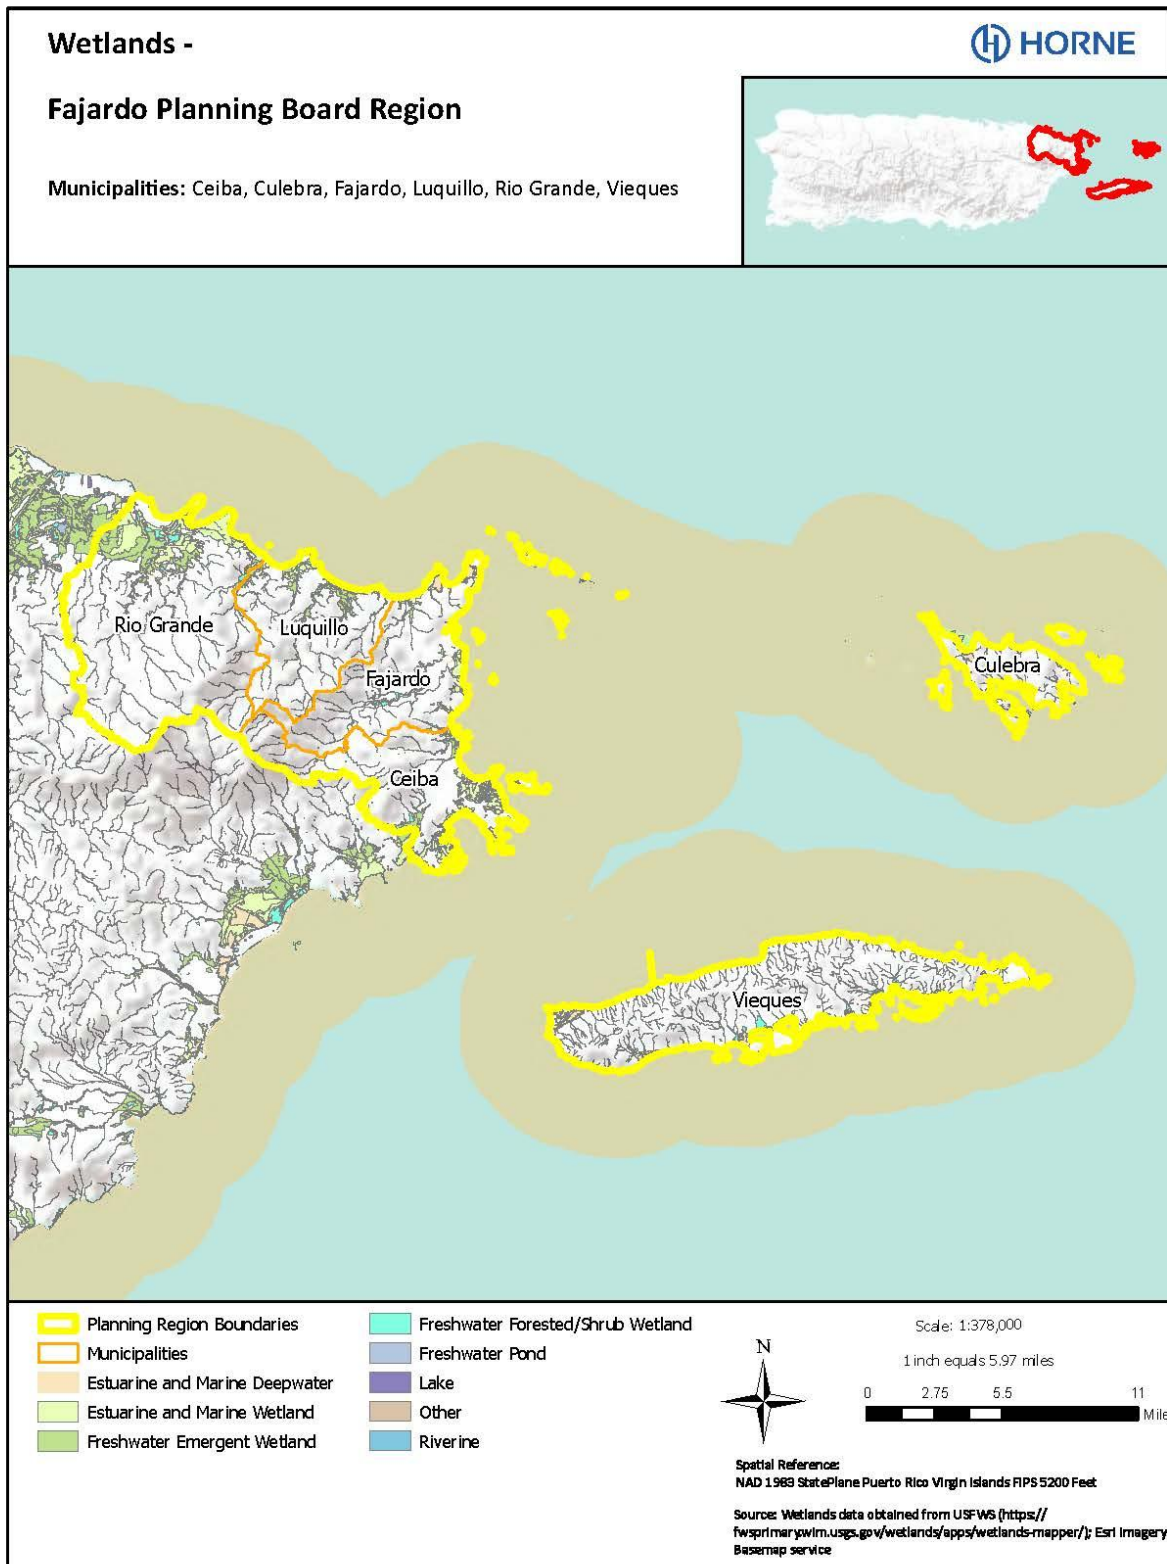 Wetlands -
HORNE
Fajardo Planning Board Region
Municipalities: Ceiba, Culebra, Fajardo, Luquillo, Rio Grande, Vieques
Rio Grande
Luquillo
Fajardo
Culebra
Ceiba
Vieques
Planning Region Boundaries
Municipalities
Estuarine and Marine Deepwater
Estuarine and Marine Wetland
Freshwater Emergent Wetland
Freshwater Forested/Shrub Wetland
Freshwater Pond
Lake
Other
Riverine
N
Scale: 1:378,000
1 inch equals 5.97 miles
0 2.75 5.5 11
Mile
Spatial Reference:
NAD 1983 StatePlane Puerto Rico Virgin Islands FIPS 5200 Feet
Source: Wetlands data obtained from USFWS (https://
fwsprimary.wim.usgs.gov/wetlands/apps/wetlands-mapper/); Esri Imagery
Basemap service